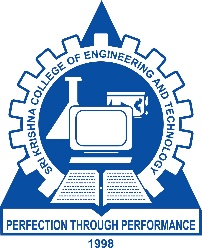 SRI KRISHNA COLLEGE OF ENGINEERING AND TECHNOLOGY
PERFECTION THROUGH PERFORMANCE
1998